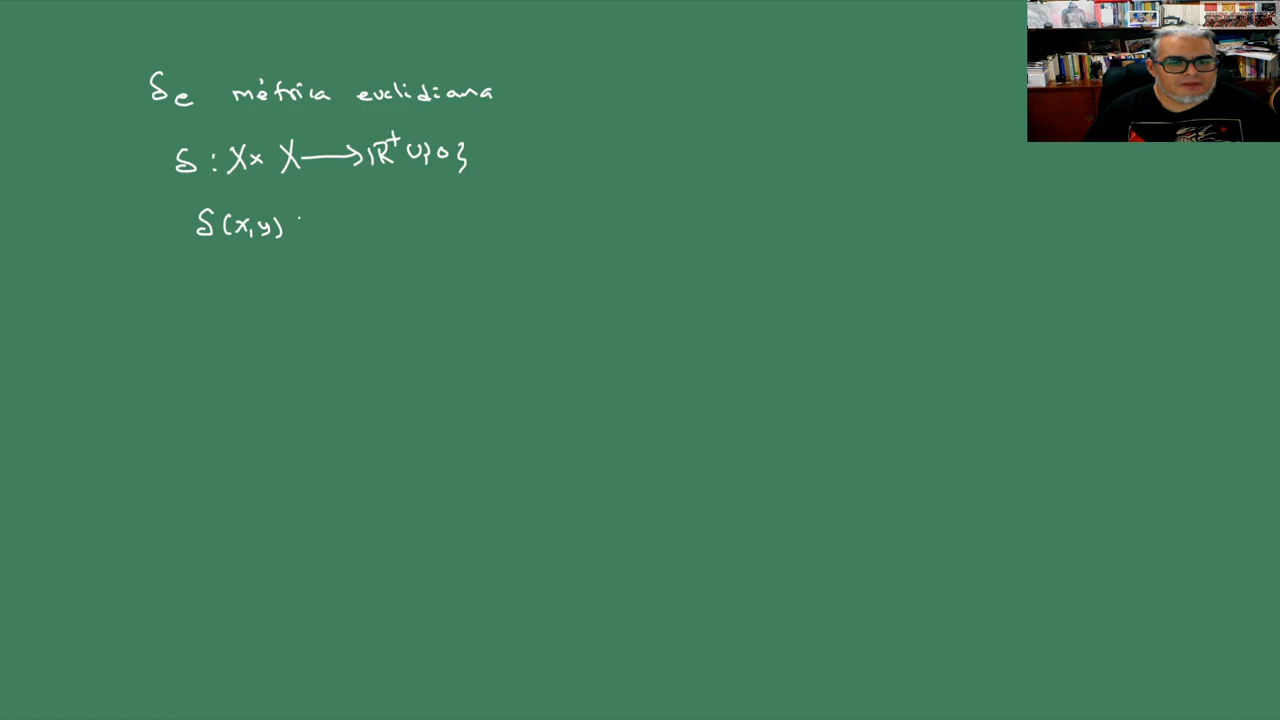 δe métrica euclidiana
δ : X × X ⟶ ℝ⁺ ∪ {0}
δ(x,y)